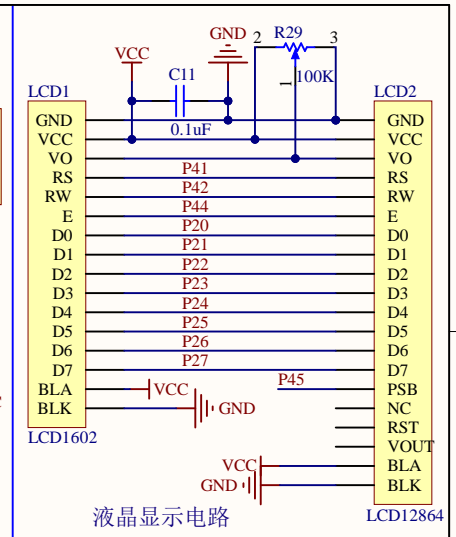 GND
2
R29
3
VCC
C11
1
100K
LCD1
LCD2
GND
GND
VCC
0.1uF
VCC
VO
VO
RS
P41
RS
RW
P42
RW
E
P44
E
D0
P20
D0
D1
P21
D1
D2
P22
D2
D3
P23
D3
D4
P24
D4
D5
P25
D5
D6
P26
D6
D7
P27
D7
BLA
VCC
P45
PSB
BLK
GND
NC
LCD1602
RST
VOUT
VCC
BLA
GND
BLK
液晶显示电路
LCD12864